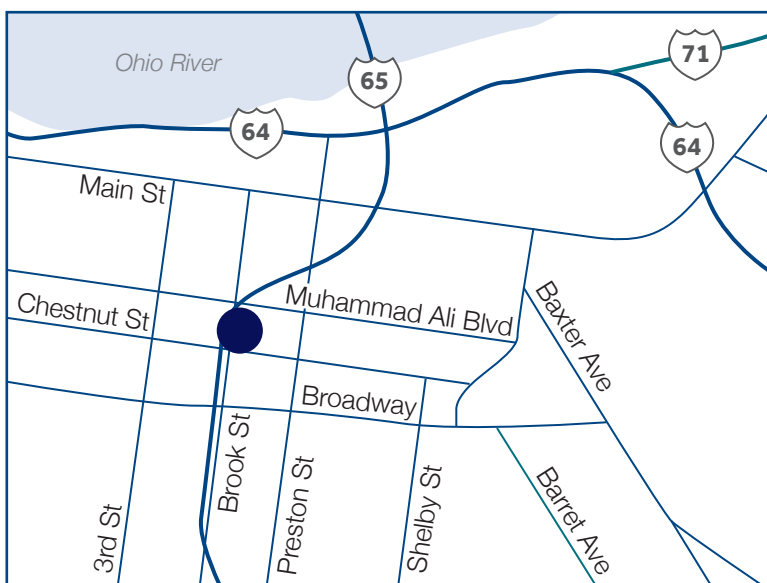 Ohio River
65
71
64
64
Main St
Muhammad Ali Blvd
Baxter Ave
Chestnut St
Broadway
Brook St
3rd St
Preston St
Shelby St
Barret Ave